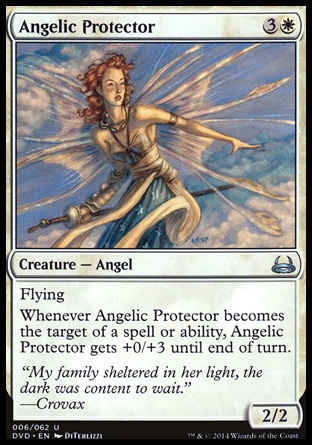 Angelic Protector 3
Creature — Angel
Flying
Whenever Angelic Protector becomes
the target of a spell or ability, Angelic
Protector gets +0/+3 until end of turn.
“My family sheltered in her light, the
dark was content to wait.”
—Crovax
2/2
006/062 U
DVD • EN DiTerlizzi ™ & © 2014 Wizards of the Coast